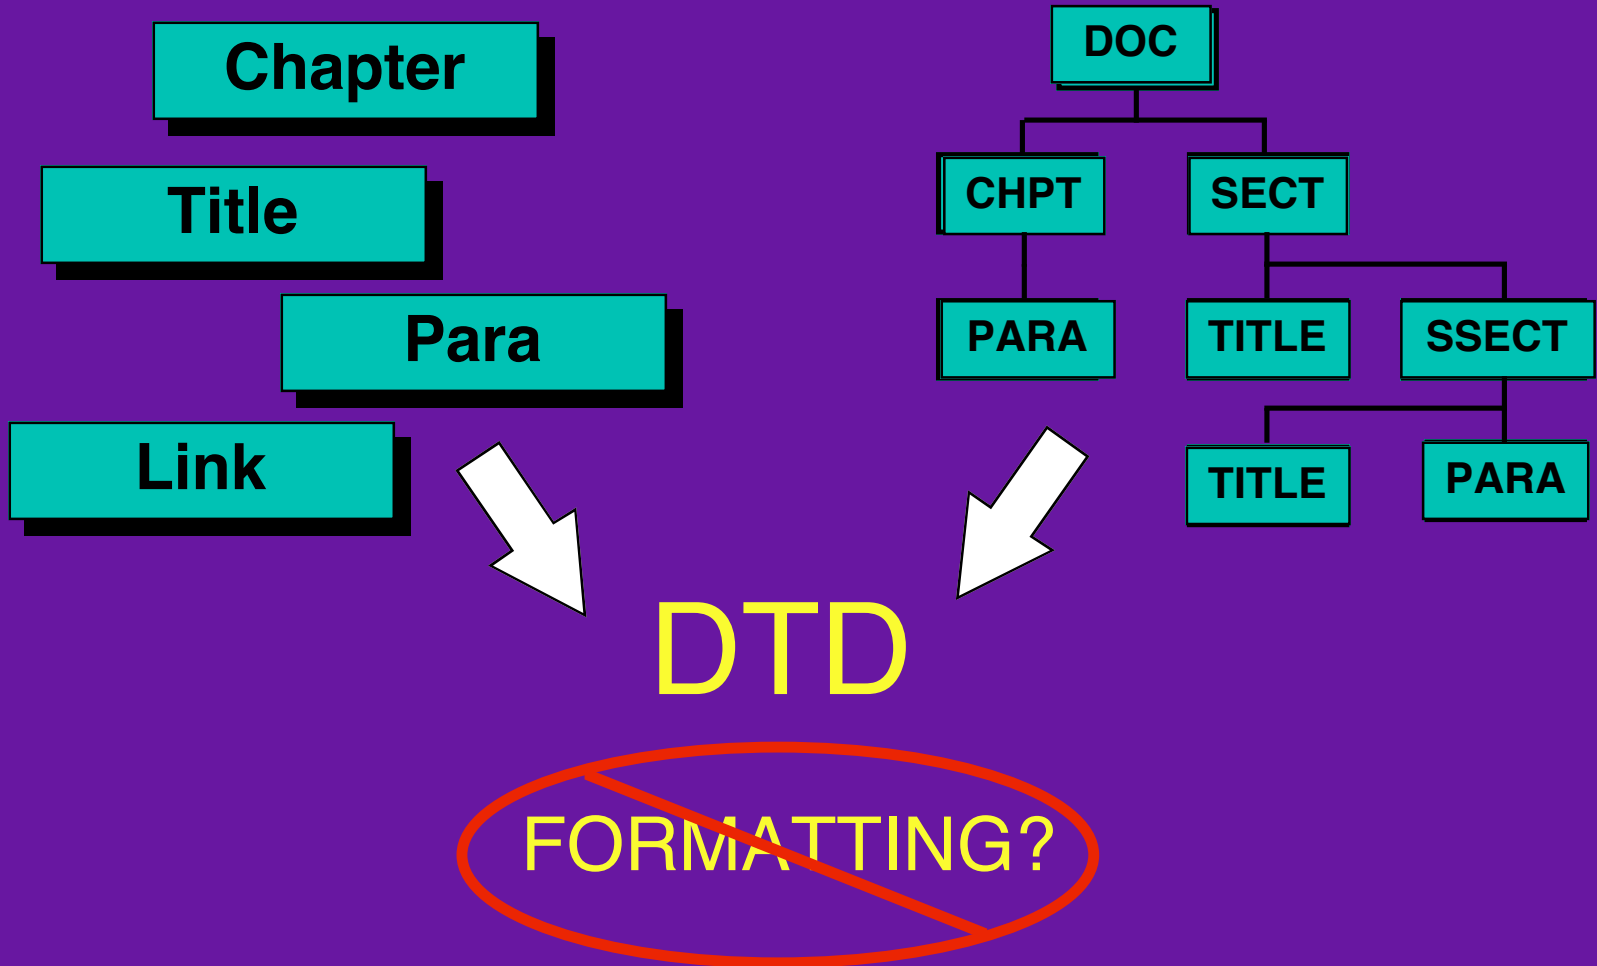 Chapter
Title
Para
Link
DOC
CHPT
SECT
PARA
TITLE
SSECT
TITLE
PARA
DTD
FORMATTING?